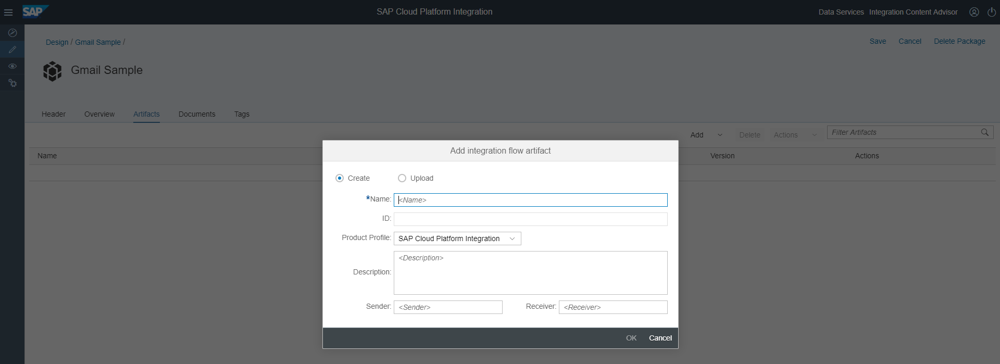 SAP SAP Cloud Platform Integration Data Services Integration Content Advisor
Design / Gmail Sample / Save Cancel Delete Package
Gmail Sample
Header Overview Artifacts Documents Tags
Add Delete Actions Filter Artifacts
Name Version Actions
Add integration flow artifact
Create Upload
*Name: <Name>
ID:
Product Profile: SAP Cloud Platform Integration
Description: <Description>
Sender: <Sender> Receiver: <Receiver>
OK Cancel